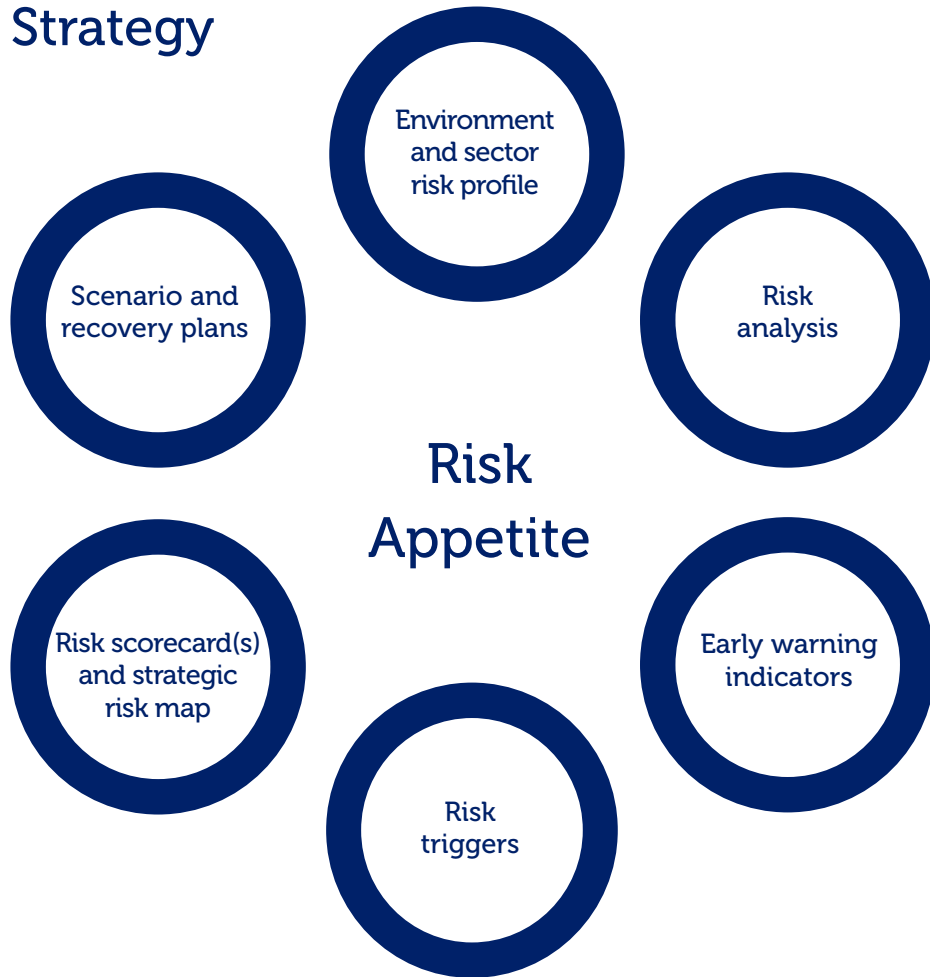 Strategy
Environment
and sector
risk profile
Scenario and
recovery plans
Risk
analysis
Risk
Appetite
Risk scorecard(s)
and strategic
risk map
Early warning
indicators
Risk
triggers